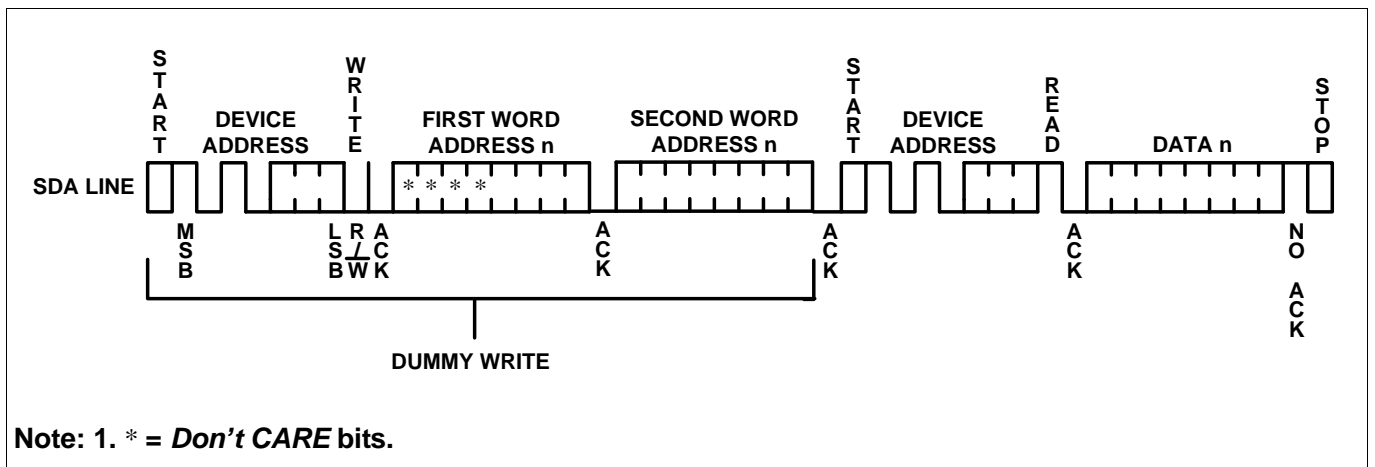 START
WRITE
START
READ
STOP
DEVICE
ADDRESS
FIRST WORD
ADDRESS n
SECOND WORD
ADDRESS n
DEVICE
ADDRESS
DATA n
SDA LINE
* * * *
MSB
LSB
R/W
ACK
ACK
ACK
ACK
NO ACK
DUMMY WRITE
Note: 1. * = Don't CARE bits.